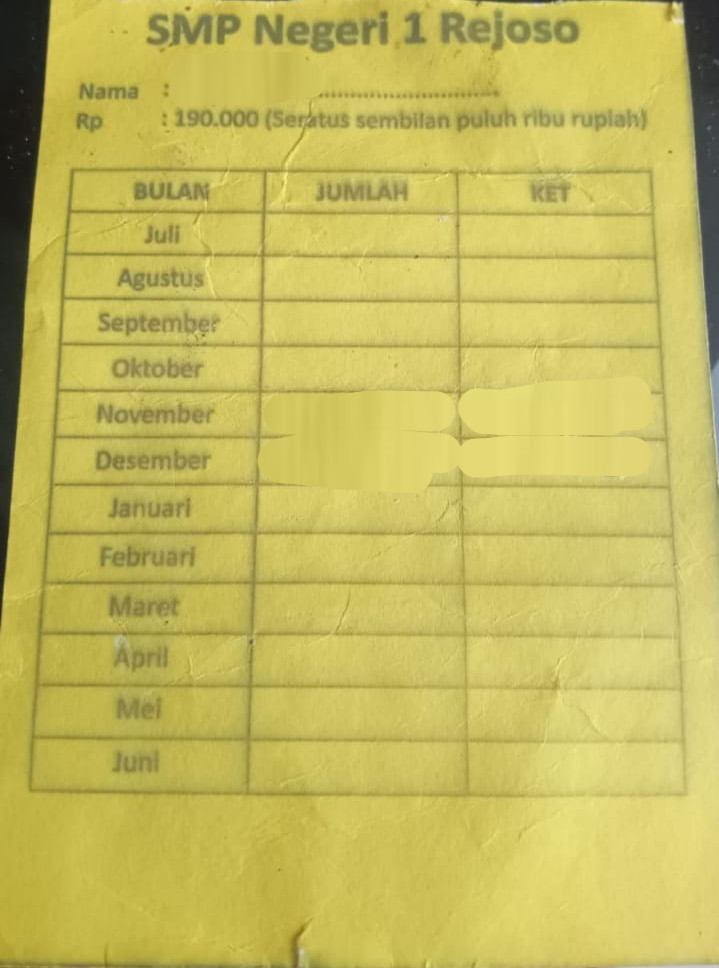 SMP Negeri 1 Rejoso
Nama : ..............................
Rp : 190.000 (Seratus sembilan puluh ribu rupiah)
BULAN JUMLAH KET
Juli
Agustus
September
Oktober
November
Desember
Januari
Februari
Maret
April
Mei
Juni